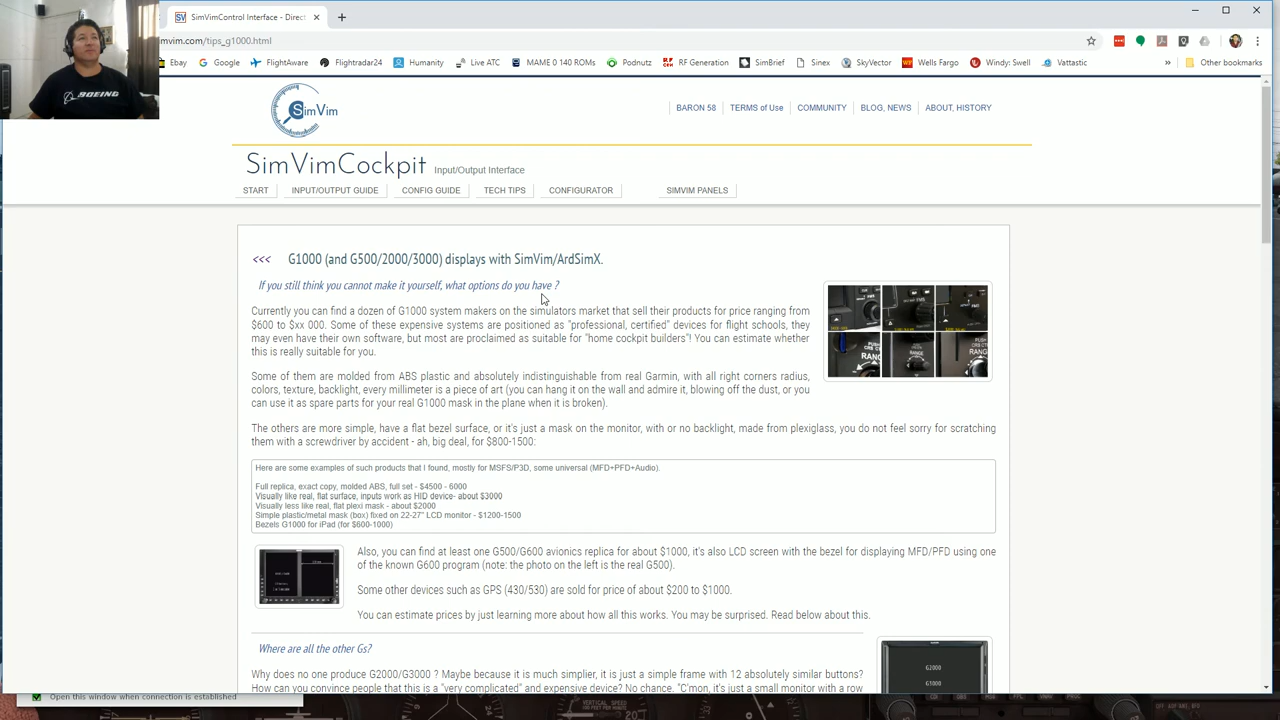 SV SimVimControl Interface - Direct
BOEING
mvim.com/tips_g1000.html
Ebay Google FlightAware Flightradar24 Humanity Live ATC MAME 0 140 ROMs Podnutz RF Generation SimBrief Sinex SkyVector Wells Fargo Windy: Swell Vattastic » Other bookmarks
SimVim
BARON 58 TERMS of Use COMMUNITY BLOG, NEWS ABOUT, HISTORY
SimVimCockpit Input/Output Interface
START INPUT/OUTPUT GUIDE CONFIG GUIDE TECH TIPS CONFIGURATOR SIMVIM PANELS
<<< G1000 (and G500/2000/3000) displays with SimVim/ArdSimX.
If you still think you cannot make it yourself, what options do you have ?
Currently you can find a dozen of G1000 system makers on the simulators market that sell their products for price ranging from
$600 to $xx 000. Some of these expensive systems are positioned as "professional, certified" devices for flight schools, they
may even have their own software, but most are proclaimed as suitable for "home cockpit builders"! You can estimate whether
this is really suitable for you.
Some of them are molded from ABS plastic and absolutely indistinguishable from real Garmin, with all right corners radius,
colors, texture, backlight, every millimeter is a piece of art (you can hang it on the wall and admire it, blowing off the dust, or you
can use it as spare parts for your real G1000 mask in the plane when it is broken).
The others are more simple, have a flat bezel surface, or it's just a mask on the monitor, with or no backlight, made from plexiglass, you do not feel sorry for scratching
them with a screwdriver by accident - ah, big deal, for $800-1500:
Here are some examples of such products that I found, mostly for MSFS/P3D, some universal (MFD+PFD+Audio).
Full replica, exact copy, molded ABS, full set - $4500 - 6000
Visually like real, flat surface, inputs work as HID device- about $3000
Visually less like real, flat plexi mask - about $2000
Simple plastic/metal mask (box) fixed on 22-27" LCD monitor - $1200-1500
Bezels G1000 for iPad (for $600-1000)
Also, you can find at least one G500/G600 avionics replica for about $1000, it's also LCD screen with the bezel for displaying MFD/PFD using one
of the known G600 program (note: the photo on the left is the real G500).
Some other devices such as GPS (430/530) are sold for price of about $200 to $1000.
You can estimate prices by just learning more about how all this works. You may be surprised. Read below about this.
Where are all the other Gs?
Why does no one produce G2000/G3000 ? Maybe because it is much simplier, it is just a simple frame with 12 absolutely similar buttons?
How can you convince people that this is a "very complicated" and expensive device? No chance. "Come on, it's just a small monitor with a row
G2000
G1000
Open this window when connection is established
VERTICAL SPEED